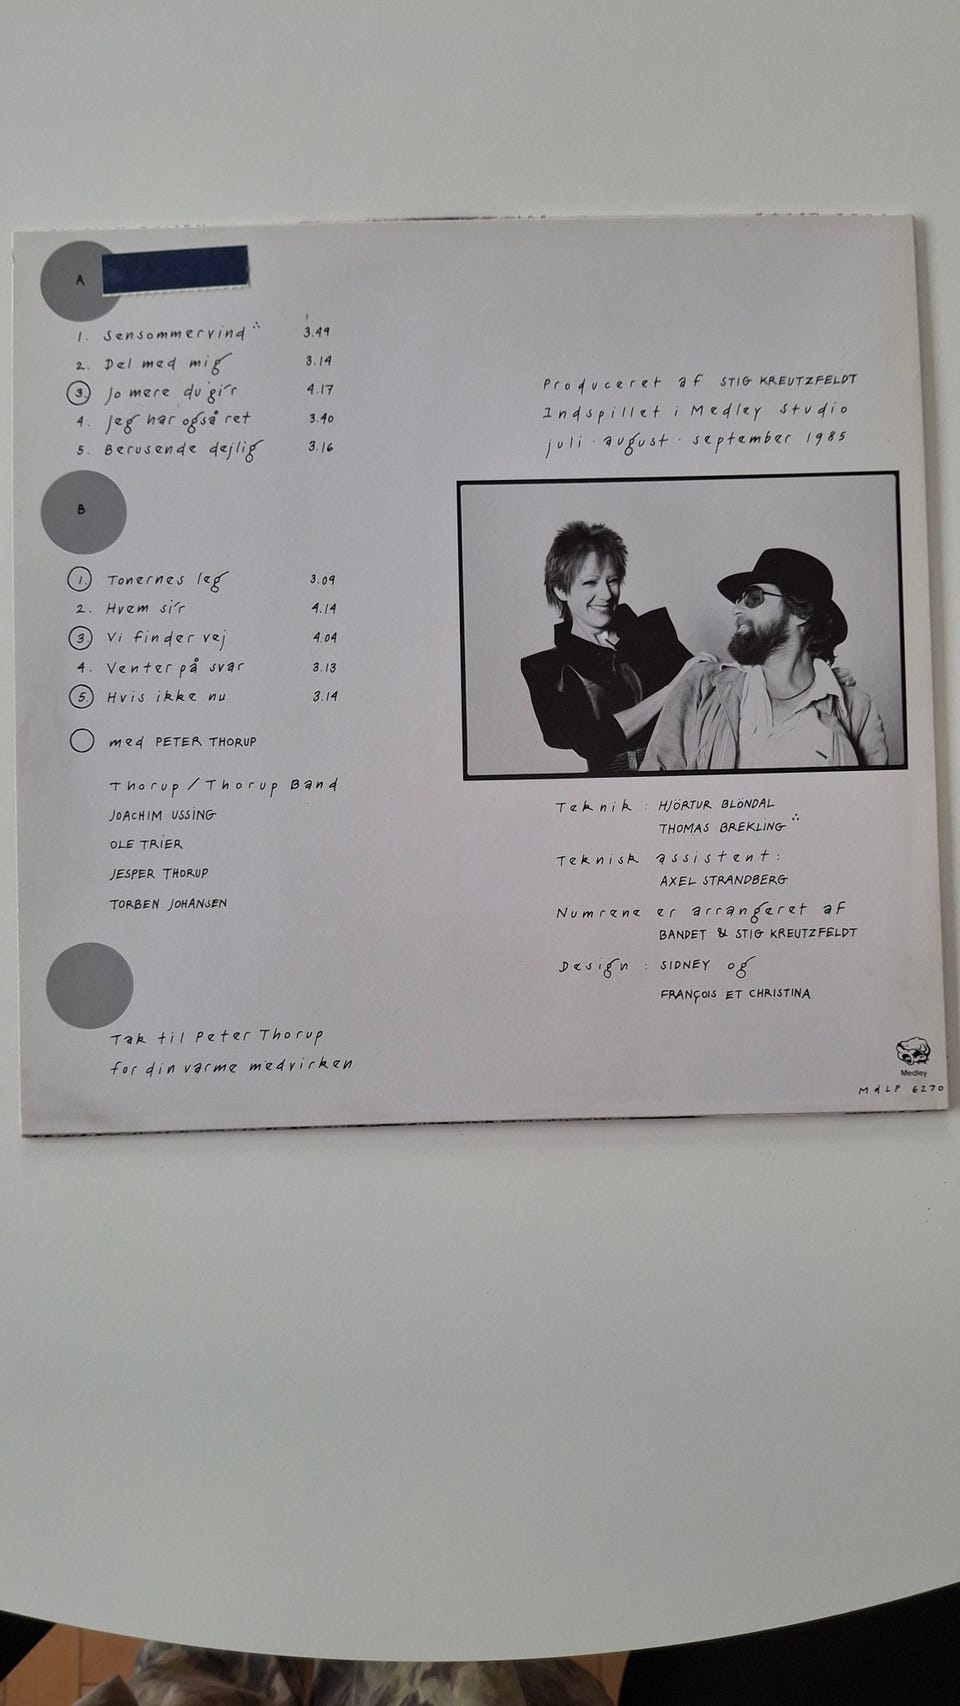 A
1. Sensommervind ∴ 3.49
2. Del med mig 3.14
3. Jo mere du gi'r 4.17
4. Jeg har også ret 3.40
5. Berusende dejlig 3.16
B
1. Tonernes leg 3.09
2. Hvem si'r 4.14
3. Vi finder vej 4.04
4. Venter på svar 3.13
5. Hvis ikke nu 3.14
med PETER THORUP
Thorup / Thorup Band
JOACHIM USSING
OLE TRIER
JESPER THORUP
TORBEN JOHANSEN
Tak til Peter Thorup
for din varme medvirken
Produceret af STIG KREUTZFELDT
Indspillet i Medley Studio
juli · august · september 1985
Teknik : HJÖRTUR BLÖNDAL
THOMAS BREKLING ∴
Teknisk assistent:
AXEL STRANDBERG
Numrene er arrangeret af
BANDET & STIG KREUTZFELDT
Design : SIDNEY og
FRANÇOIS ET CHRISTINA
Medley
MdLP 6270